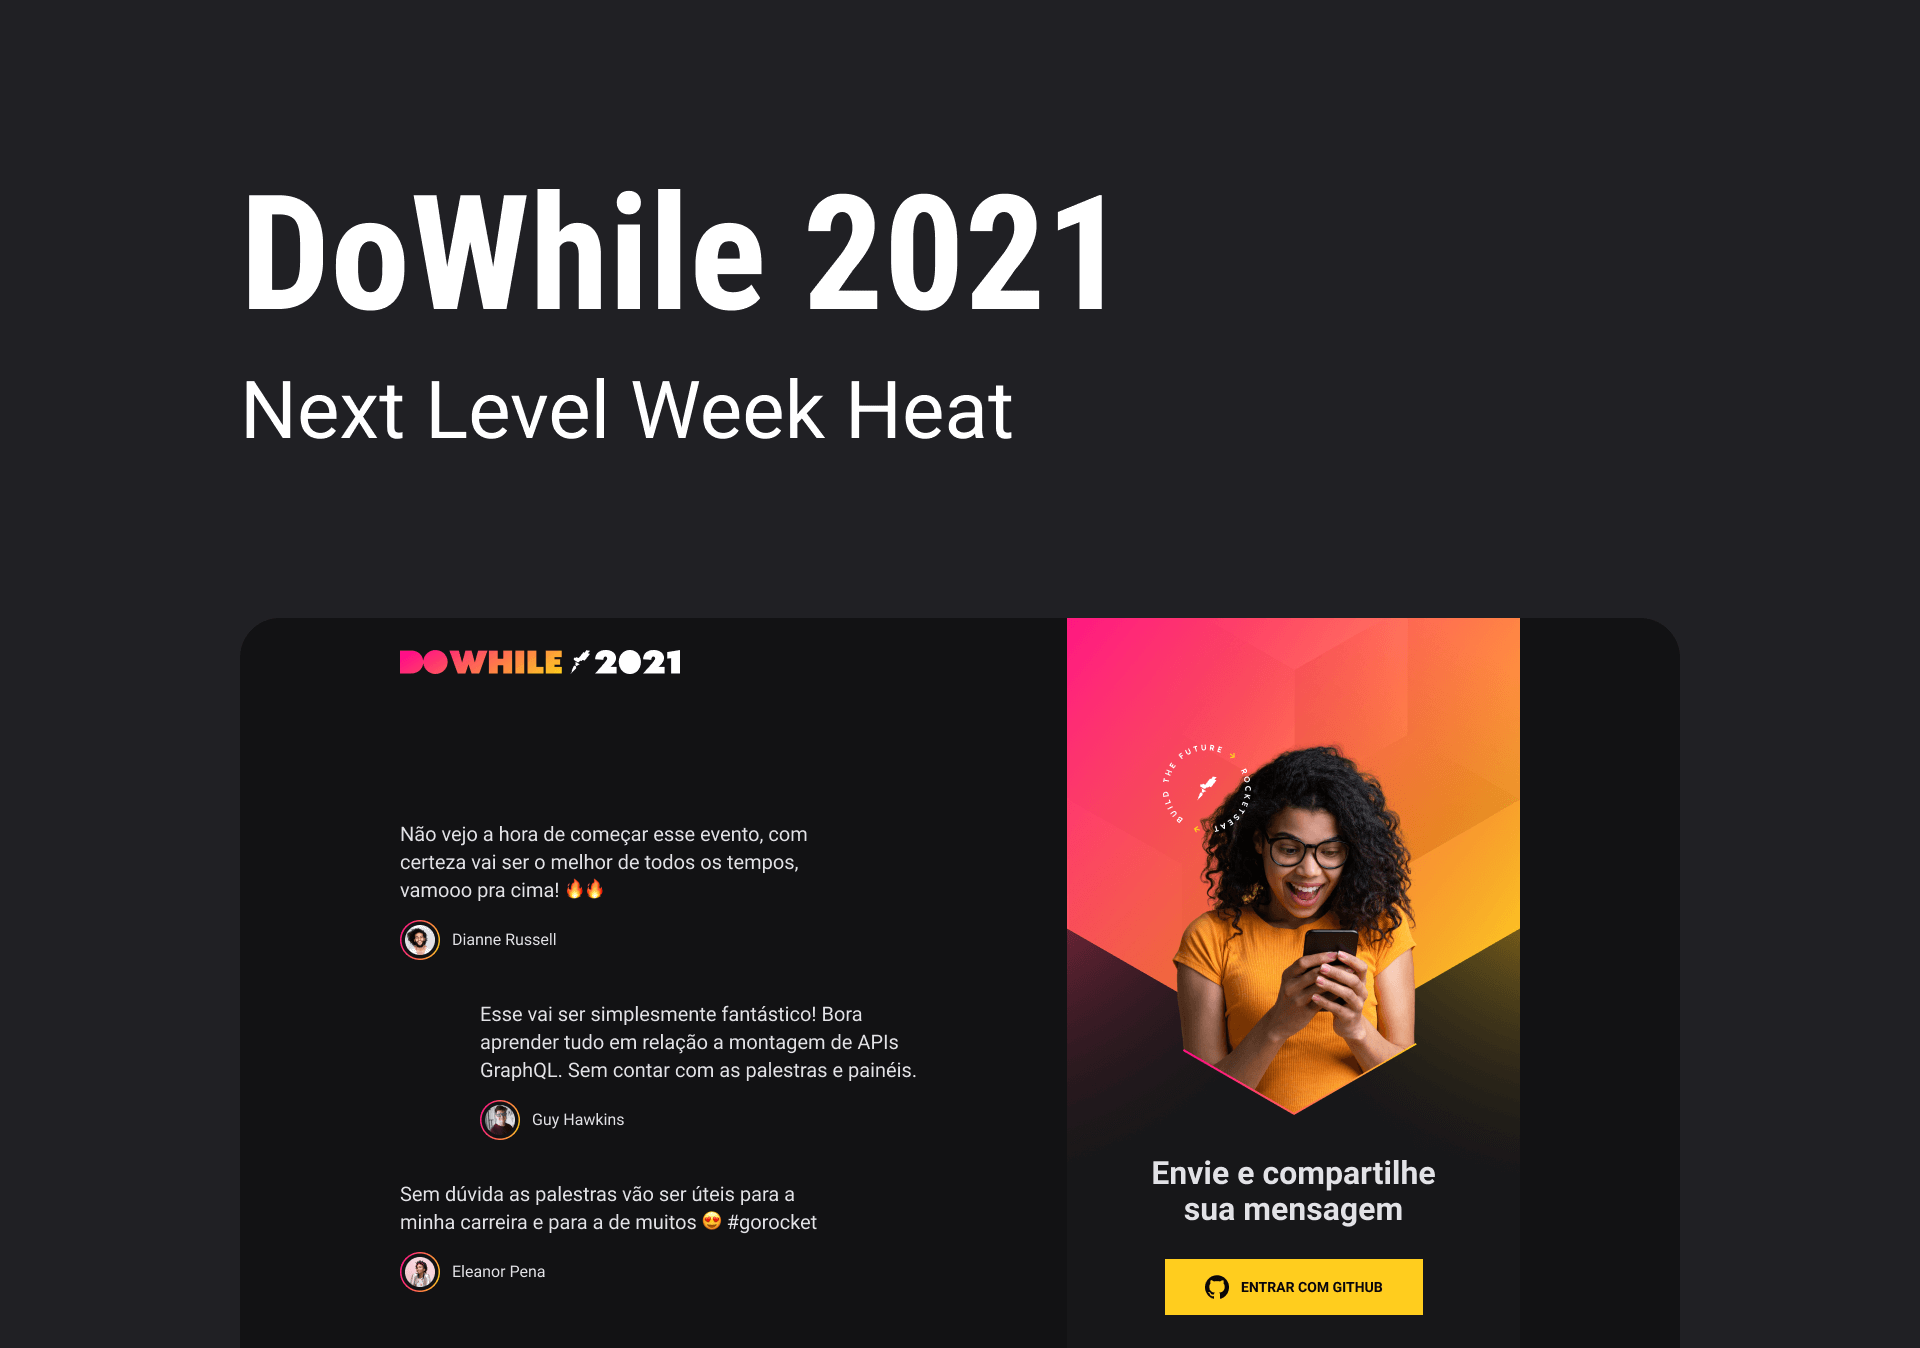 DoWhile 2021
Next Level Week Heat
DOWHILE 2021
Não vejo a hora de começar esse evento, com
certeza vai ser o melhor de todos os tempos,
vamooo pra cima! 🔥🔥
Dianne Russell
Esse vai ser simplesmente fantástico! Bora
aprender tudo em relação a montagem de APIs
GraphQL. Sem contar com as palestras e painéis.
Guy Hawkins
Sem dúvida as palestras vão ser úteis para a
minha carreira e para a de muitos 😍 #gorocket
Eleanor Pena
BUILD THE FUTURE
ROCKETSEAT
Envie e compartilhe
sua mensagem
ENTRAR COM GITHUB